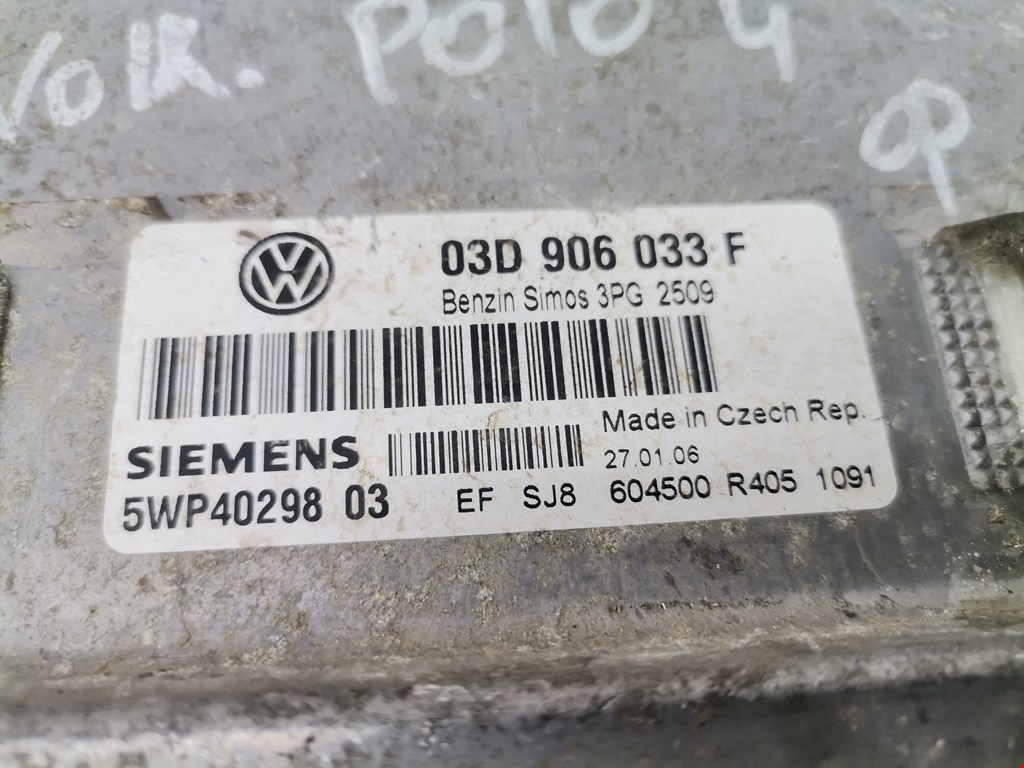 Volk. POLO 4
OP
03D 906 033 F
Benzin Simos 3PG 2509
Made in Czech Rep.
SIEMENS
27.01.06
5WP40298 03 EF SJ8 604500 R405 1091